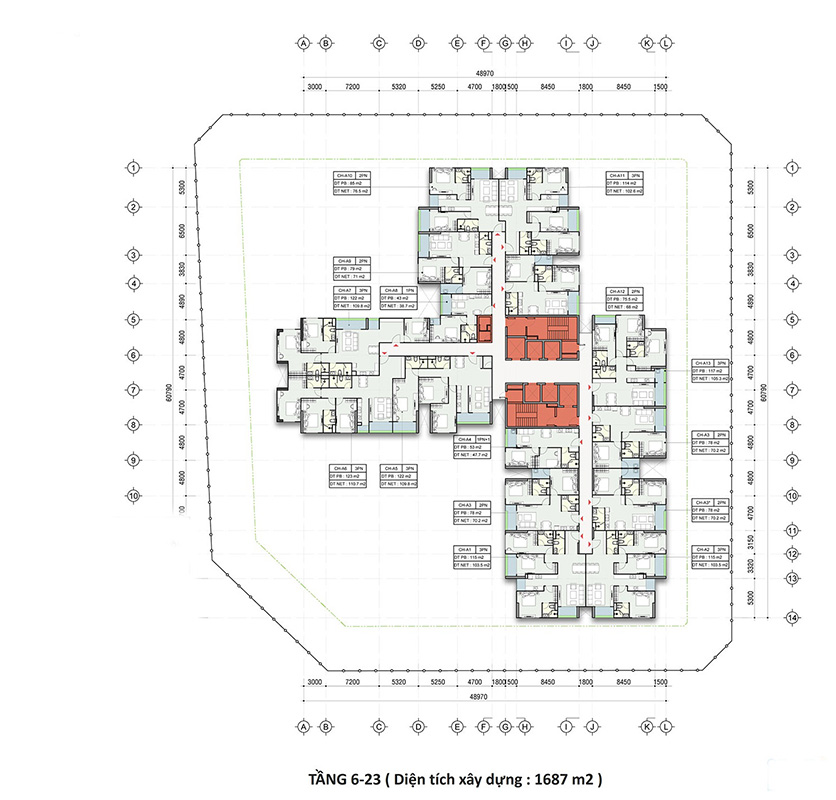 A B C D E F G H I J K L
48970
3000 7200 5320 5250 4700 1800 1500 8450 1800 8450 1500
1 1
5300 5300
CH-A10 2PN
DT PB : 85 m2
DT NET : 76.5 m2
CH-A11 3PN
DT PB : 114 m2
DT NET : 102.6 m2
2 2
6500 6500
3 3
CH-A9 2PN
DT PB : 79 m2
DT NET : 71 m2
3830 3830
4 4
CH-A7 3PN
DT PB : 122 m2
DT NET : 109.8 m2
CH-A8 1PN
DT PB : 43 m2
DT NET : 38.7 m2
CH-A12 2PN
DT PB : 75.5 m2
DT NET : 68 m2
4890 4890
5 5
4800 4800
6 6
CH-A13 3PN
DT PB : 117 m2
DT NET : 105.3 m2
4700 4700
60790 60790
7 7
4700 4700
8 8
CH-A4 1PN+1
DT PB : 53 m2
DT NET : 47.7 m2
CH-A3 2PN
DT PB : 78 m2
DT NET : 70.2 m2
4800 4800
9 9
CH-A6 3PN
DT PB : 123 m2
DT NET : 110.7 m2
CH-A5 3PN
DT PB : 122 m2
DT NET : 109.8 m2
4800 4800
10 10
CH-A3 2PN
DT PB : 78 m2
DT NET : 70.2 m2
CH-A3* 2PN
DT PB : 78 m2
DT NET : 70.2 m2
4700
11
3150
CH-A1 3PN
DT PB : 115 m2
DT NET : 103.5 m2
CH-A2 3PN
DT PB : 115 m2
DT NET : 103.5 m2
12
3320
13
5300
14
3000 7200 5320 5250 4700 1800 1500 8450 1800 8450 1500
48970
A B C D E F G H I J K L
TẦNG 6-23 ( Diện tích xây dựng : 1687 m2 )